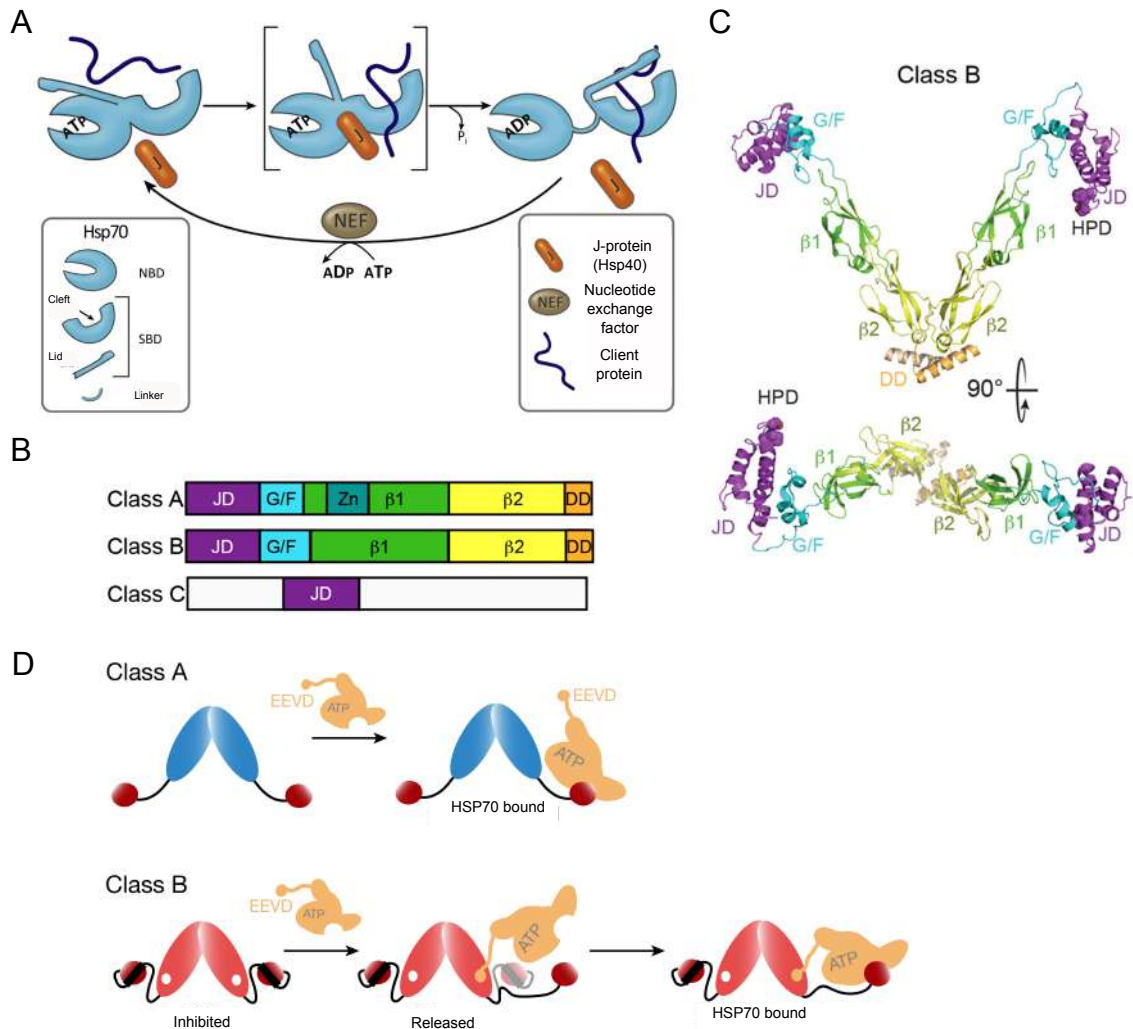 A
ATP
J
ATP
J
Pi
ADP
J
NEF
ADP ATP
Hsp70
NBD
Cleft
SBD
Lid
Linker
J
J-protein
(Hsp40)
NEF
Nucleotide
exchange
factor
Client
protein
B
Class A
JD
G/F
Zn
β1
β2
DD
Class B
JD
G/F
β1
β2
DD
Class C
JD
C
Class B
G/F
JD
G/F
JD
HPD
β1
β1
β2
β2
DD
90°
HPD
β2
β1
JD
G/F
β2
β1
G/F
JD
D
Class A
EEVD
ATP
EEVD
ATP
HSP70 bound
Class B
EEVD
ATP
ATP
ATP
Inhibited
Released
HSP70 bound